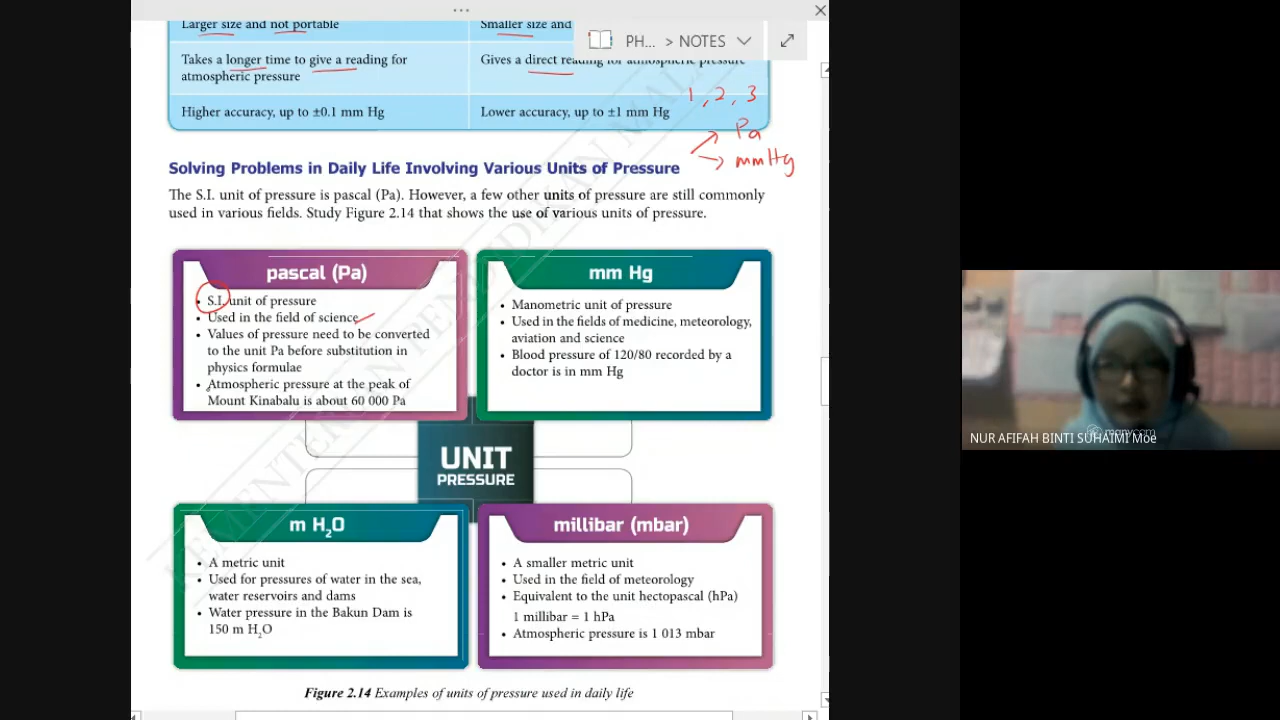 Larger size and not portable
Smaller size and
PH... > NOTES
Takes a longer time to give a reading for
atmospheric pressure
Gives a direct reading for atmospheric pressure
Higher accuracy, up to ±0.1 mm Hg
Lower accuracy, up to ±1 mm Hg
1, 2, 3
Pa
mmHg
Solving Problems in Daily Life Involving Various Units of Pressure
The S.I. unit of pressure is pascal (Pa). However, a few other units of pressure are still commonly
used in various fields. Study Figure 2.14 that shows the use of various units of pressure.
pascal (Pa)
• S.I. unit of pressure
• Used in the field of science
• Values of pressure need to be converted
to the unit Pa before substitution in
physics formulae
• Atmospheric pressure at the peak of
Mount Kinabalu is about 60 000 Pa
mm Hg
• Manometric unit of pressure
• Used in the fields of medicine, meteorology,
aviation and science
• Blood pressure of 120/80 recorded by a
doctor is in mm Hg
UNIT
PRESSURE
m H₂O
• A metric unit
• Used for pressures of water in the sea,
water reservoirs and dams
• Water pressure in the Bakun Dam is
150 m H₂O
millibar (mbar)
• A smaller metric unit
• Used in the field of meteorology
• Equivalent to the unit hectopascal (hPa)
1 millibar = 1 hPa
• Atmospheric pressure is 1 013 mbar
Figure 2.14 Examples of units of pressure used in daily life
KEMENTERIAN PENDIDIKAN
manycam
NUR AFIFAH BINTI SUHAIMI Moe